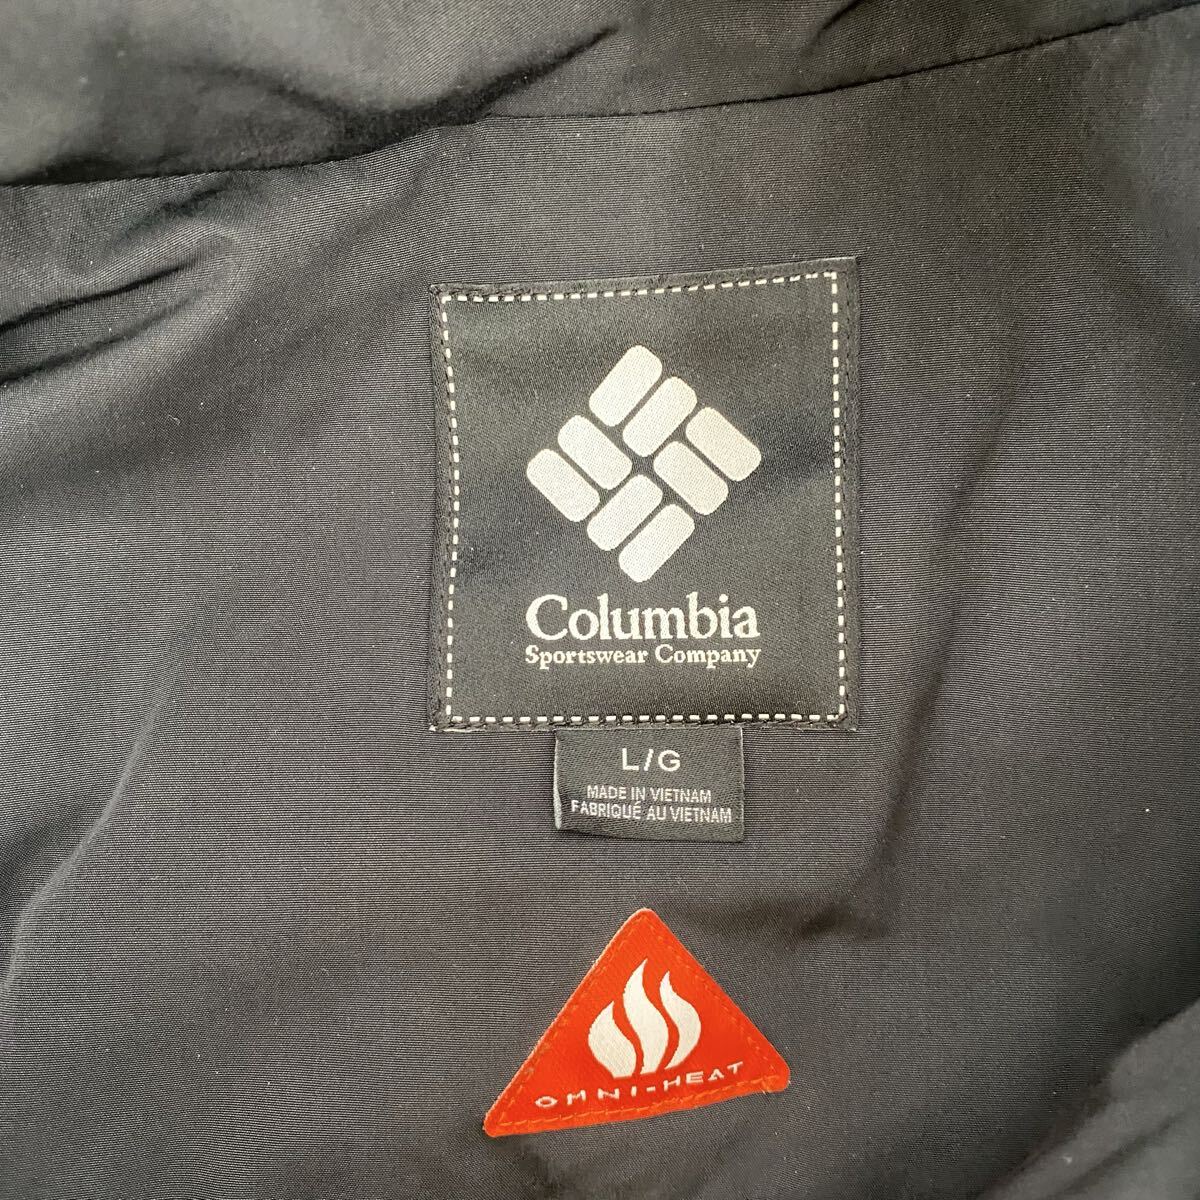 Columbia
Sportswear Company
L/G
MADE IN VIETNAM
FABRIQUÉ AU VIETNAM
OMNI-HEAT